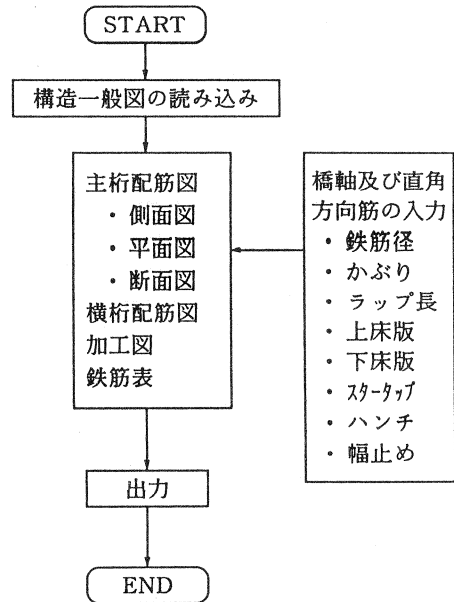 START
構造一般図の読み込み
主桁配筋図
・側面図
・平面図
・断面図
横桁配筋図
加工図
鉄筋表
橋軸及び直角
方向筋の入力
・鉄筋径
・かぶり
・ラップ長
・上床版
・下床版
・スタータップ
・ハンチ
・幅止め
出力
END